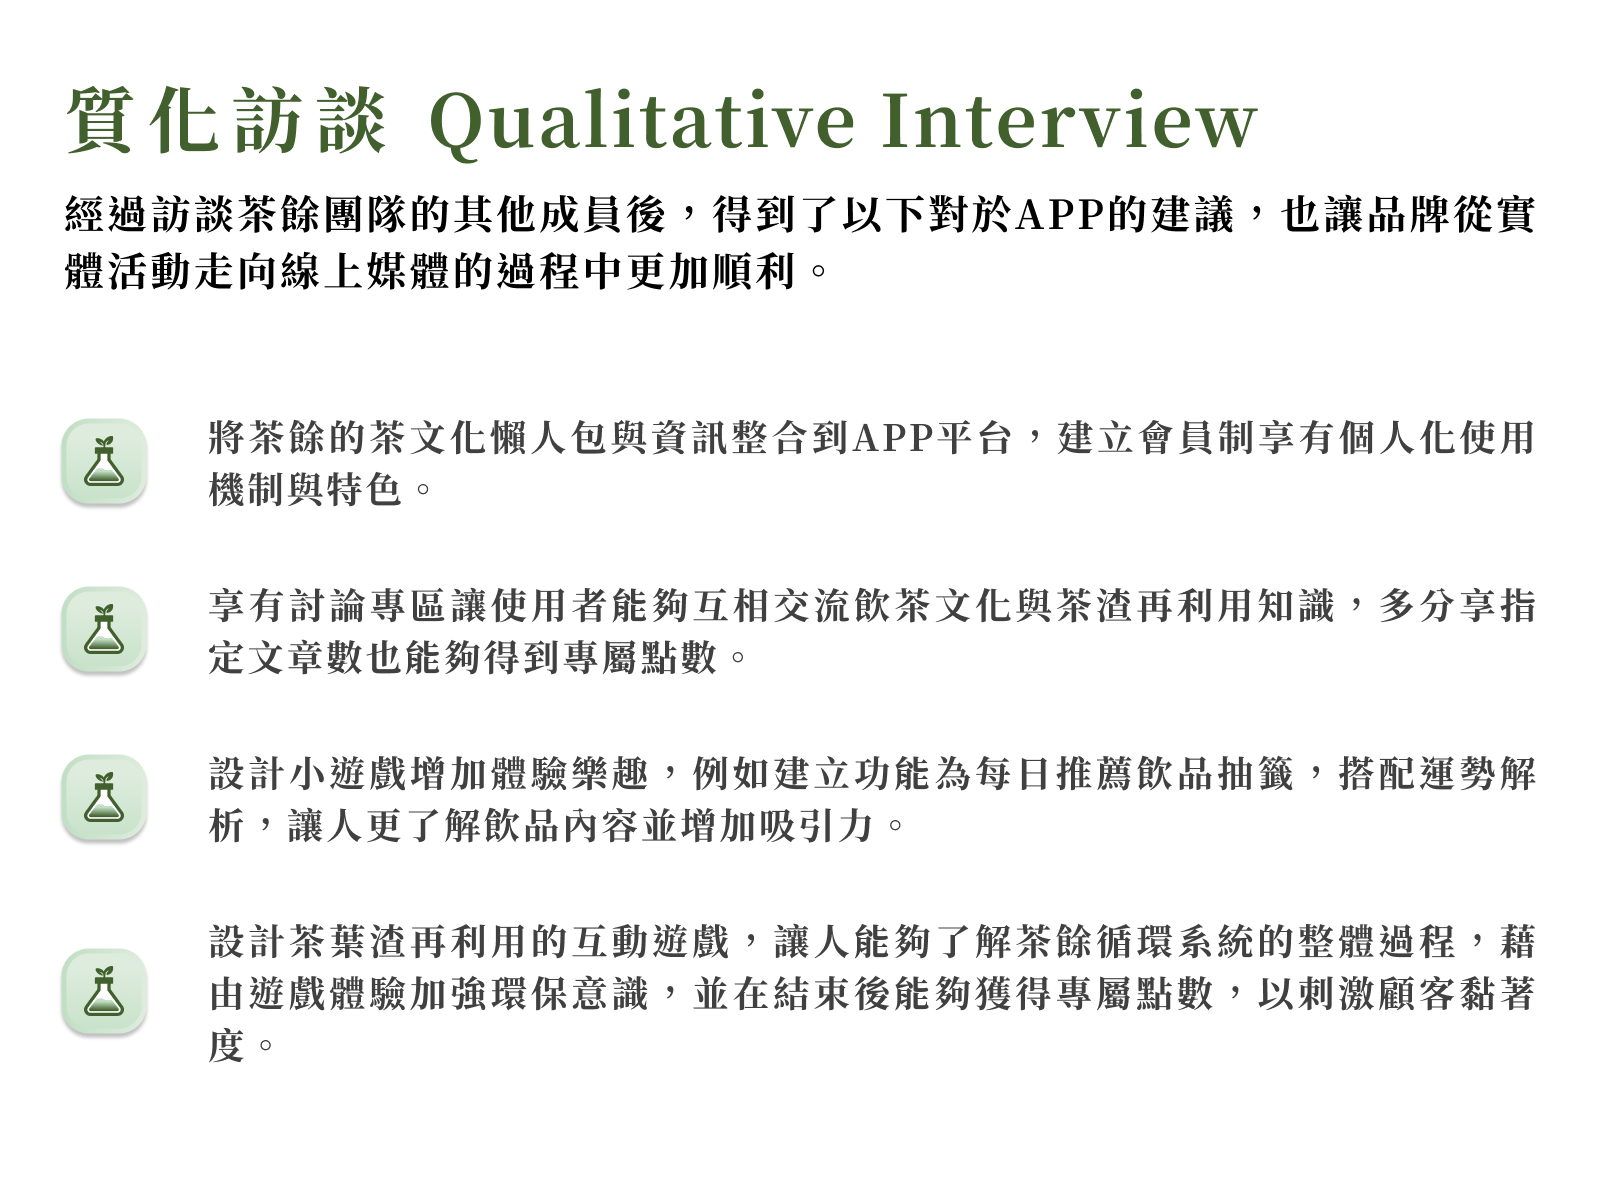 質化訪談 Qualitative Interview
經過訪談茶餘團隊的其他成員後，得到了以下對於APP的建議，也讓品牌從實
體活動走向線上媒體的過程中更加順利。
將茶餘的茶文化懶人包與資訊整合到APP平台，建立會員制享有個人化使用
機制與特色。
享有討論專區讓使用者能夠互相交流飲茶文化與茶渣再利用知識，多分享指
定文章數也能夠得到專屬點數。
設計小遊戲增加體驗樂趣，例如建立功能為每日推薦飲品抽籤，搭配運勢解
析，讓人更了解飲品內容並增加吸引力。
設計茶葉渣再利用的互動遊戲，讓人能夠了解茶餘循環系統的整體過程，藉
由遊戲體驗加強環保意識，並在結束後能夠獲得專屬點數，以刺激顧客黏著
度。